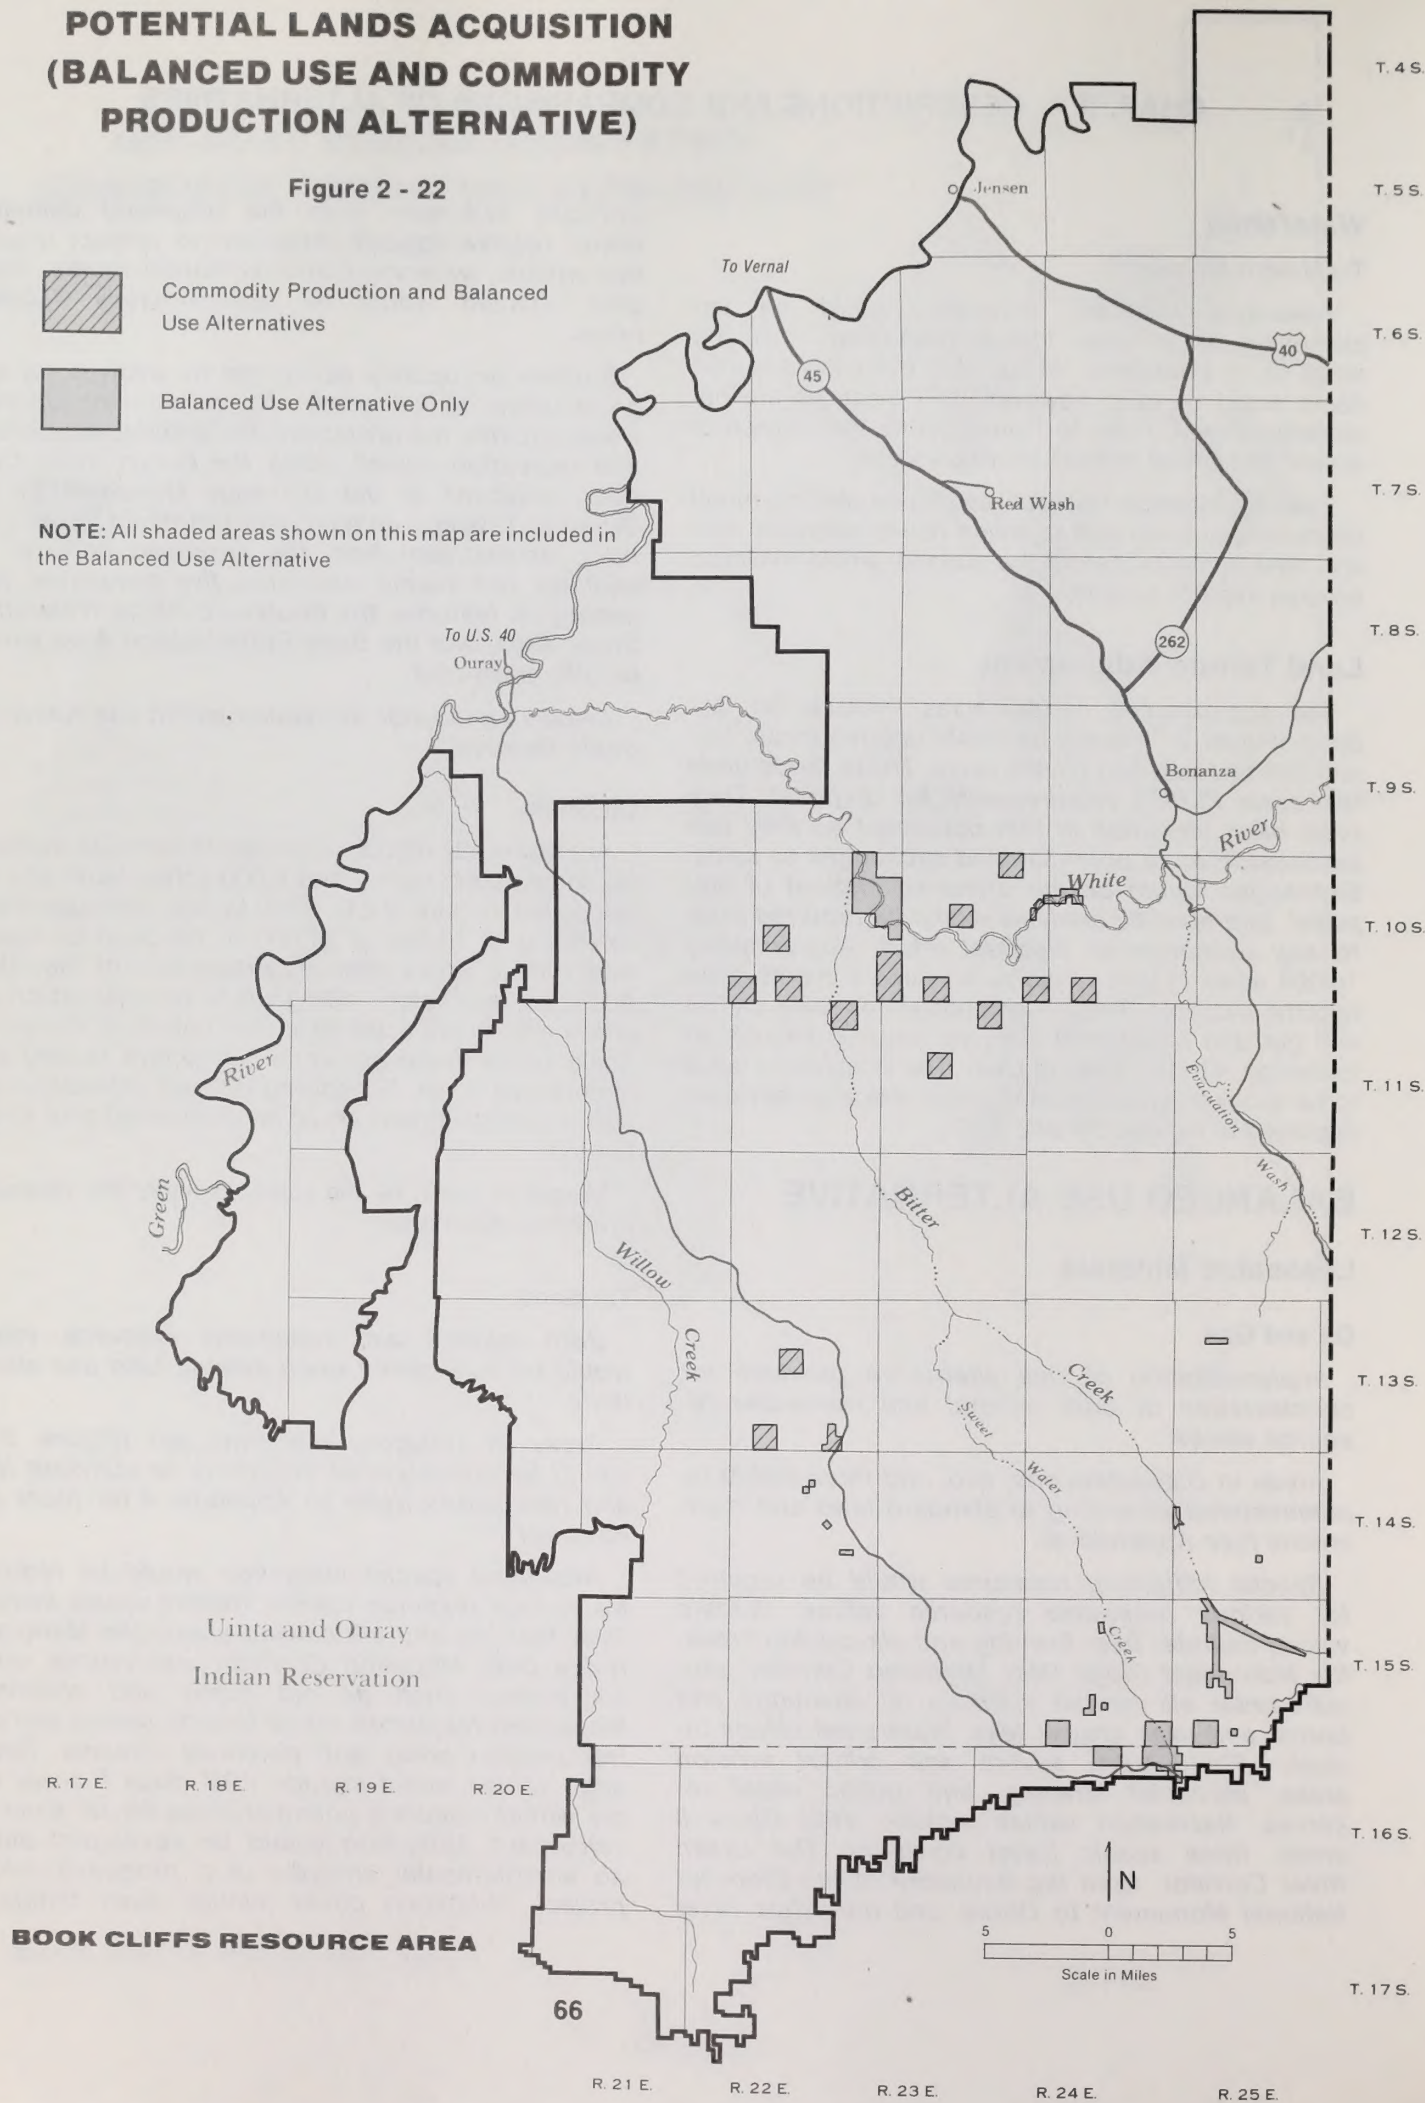 POTENTIAL LANDS ACQUISITION
(BALANCED USE AND COMMODITY
PRODUCTION ALTERNATIVE)
Figure 2 - 22
Commodity Production and Balanced
Use Alternatives
Balanced Use Alternative Only
NOTE: All shaded areas shown on this map are included in
the Balanced Use Alternative
T. 4 S.
Jensen
T. 5 S.
To Vernal
T. 6 S.
40
45
Red Wash
T. 7 S.
To U.S. 40
Ouray
262
T. 8 S.
Bonanza
T. 9 S.
River
White
T. 10 S.
River
Evacuation
T. 11 S.
Green
Wash
Bitter
T. 12 S.
Willow
Creek
Creek
T. 13 S.
Sweet
Water
T. 14 S.
Uinta and Ouray
Indian Reservation
Creek
T. 15 S.
R. 17 E.
R. 18 E.
R. 19 E.
R. 20 E.
T. 16 S.
N
BOOK CLIFFS RESOURCE AREA
5 0 5
Scale in Miles
T. 17 S.
66
R. 21 E.
R. 22 E.
R. 23 E.
R. 24 E.
R. 25 E.